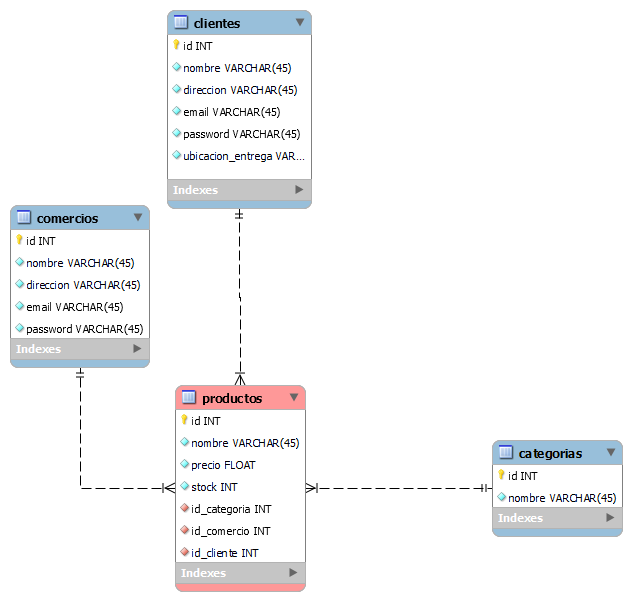 clientes
id INT
nombre VARCHAR(45)
direccion VARCHAR(45)
email VARCHAR(45)
password VARCHAR(45)
ubicacion_entrega VAR...
Indexes
comercios
id INT
nombre VARCHAR(45)
direccion VARCHAR(45)
email VARCHAR(45)
password VARCHAR(45)
Indexes
productos
id INT
nombre VARCHAR(45)
precio FLOAT
stock INT
id_categoria INT
id_comercio INT
id_cliente INT
Indexes
categorias
id INT
nombre VARCHAR(45)
Indexes